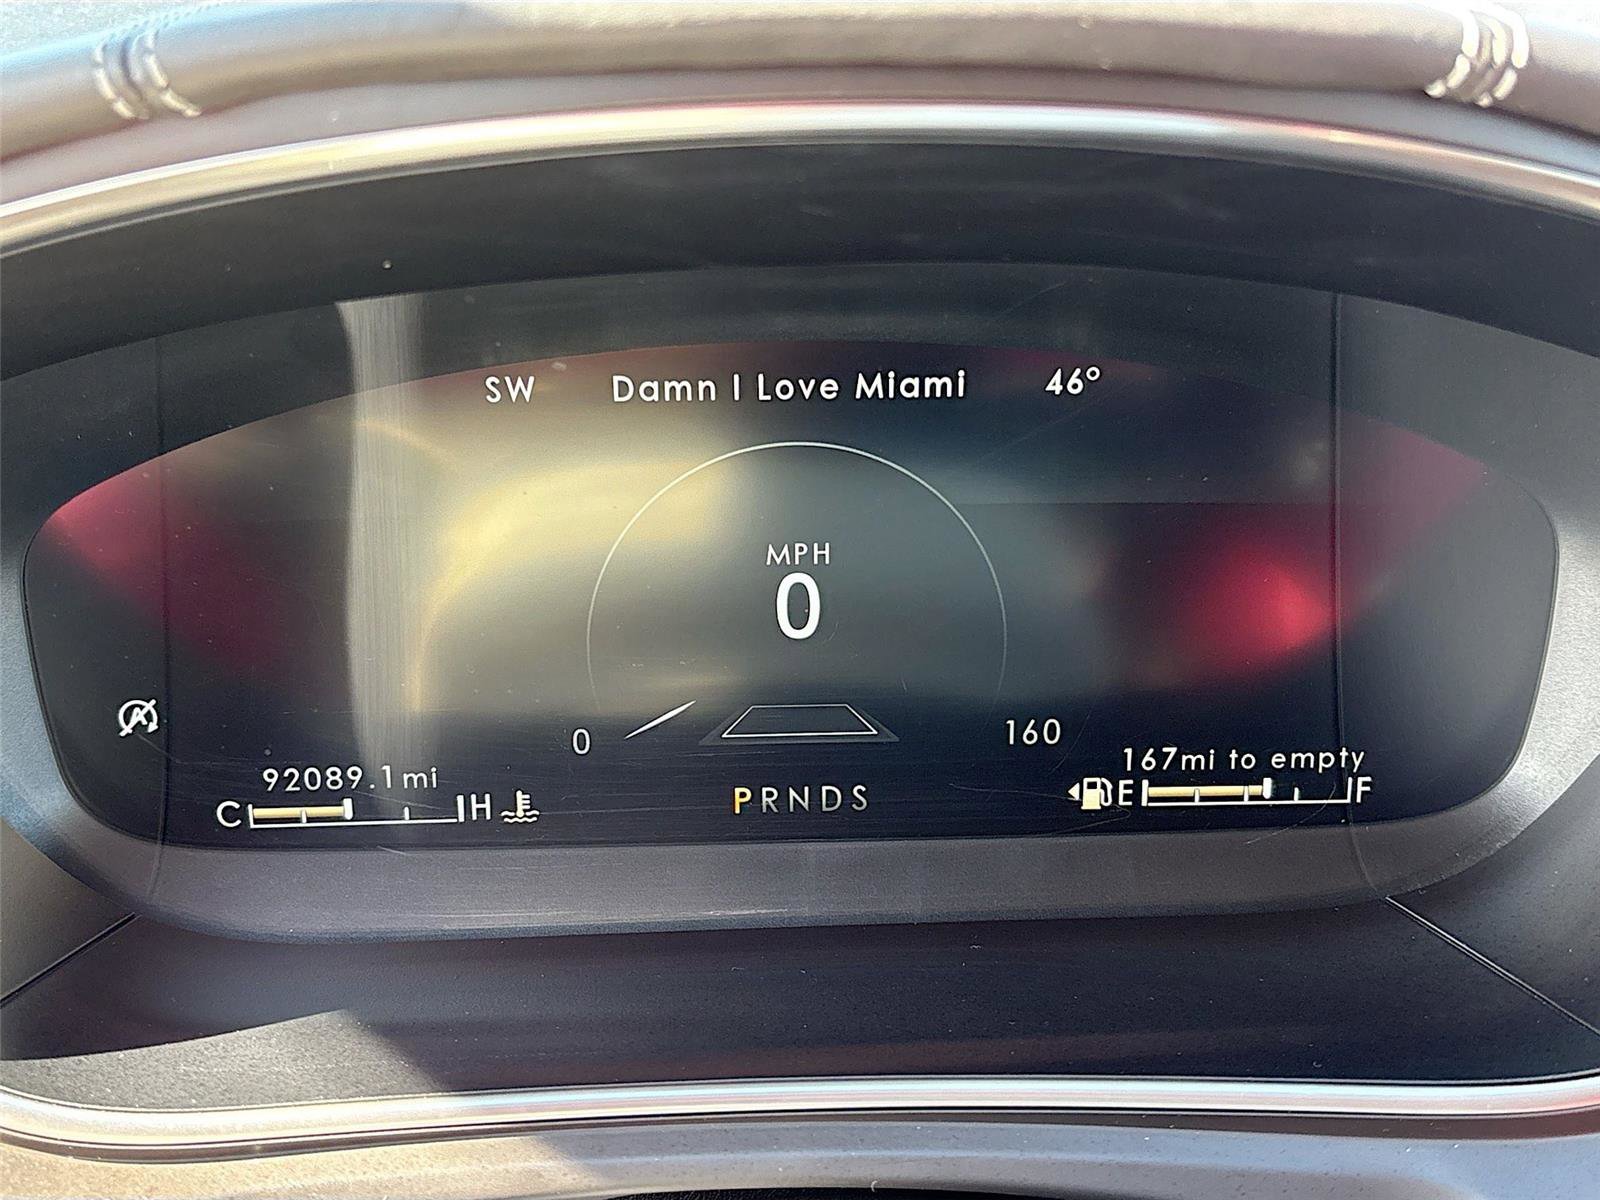 SW Damn I Love Miami 46°
MPH
0
0 160
92089.1mi 167mi to empty
C H PRNDS E F